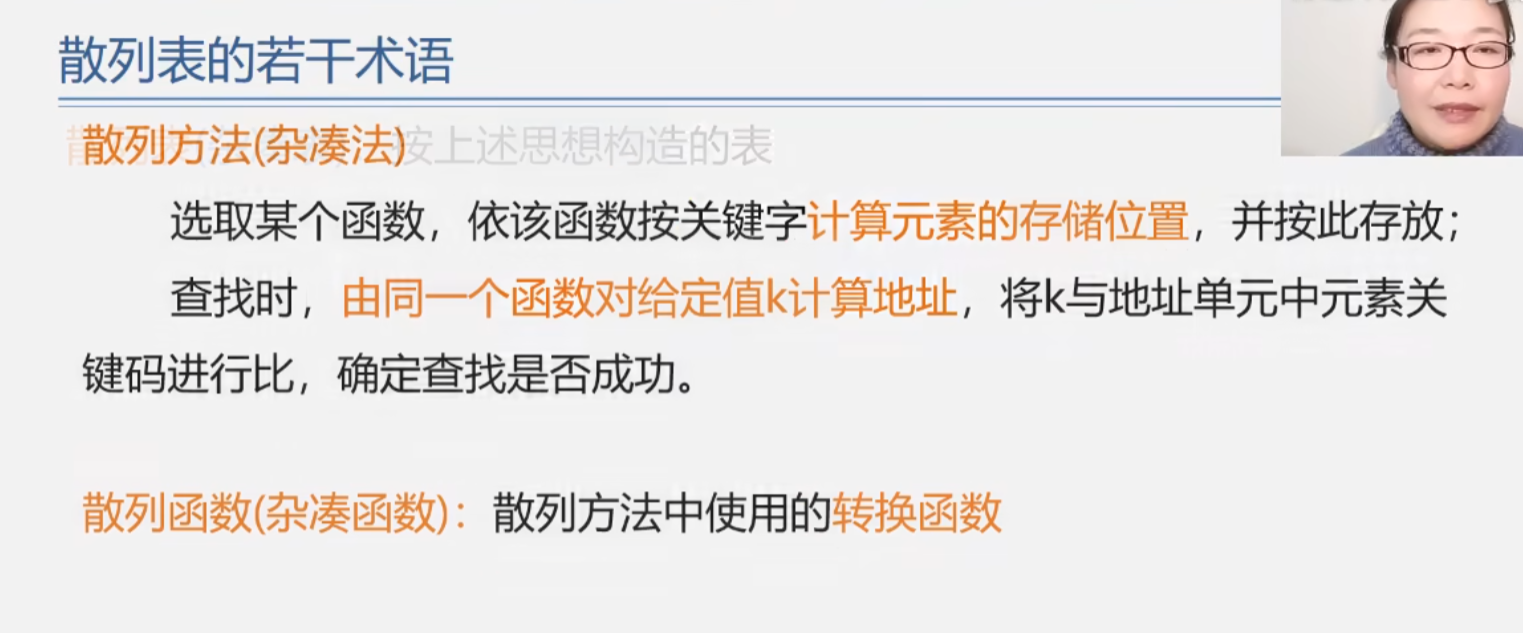 散列表的若干术语
散列方法(杂凑法)
按上述思想构造的表
选取某个函数，依该函数按关键字计算元素的存储位置，并按此存放；
查找时，由同一个函数对给定值k计算地址，将k与地址单元中元素关
键码进行比，确定查找是否成功。
散列函数(杂凑函数)：散列方法中使用的转换函数